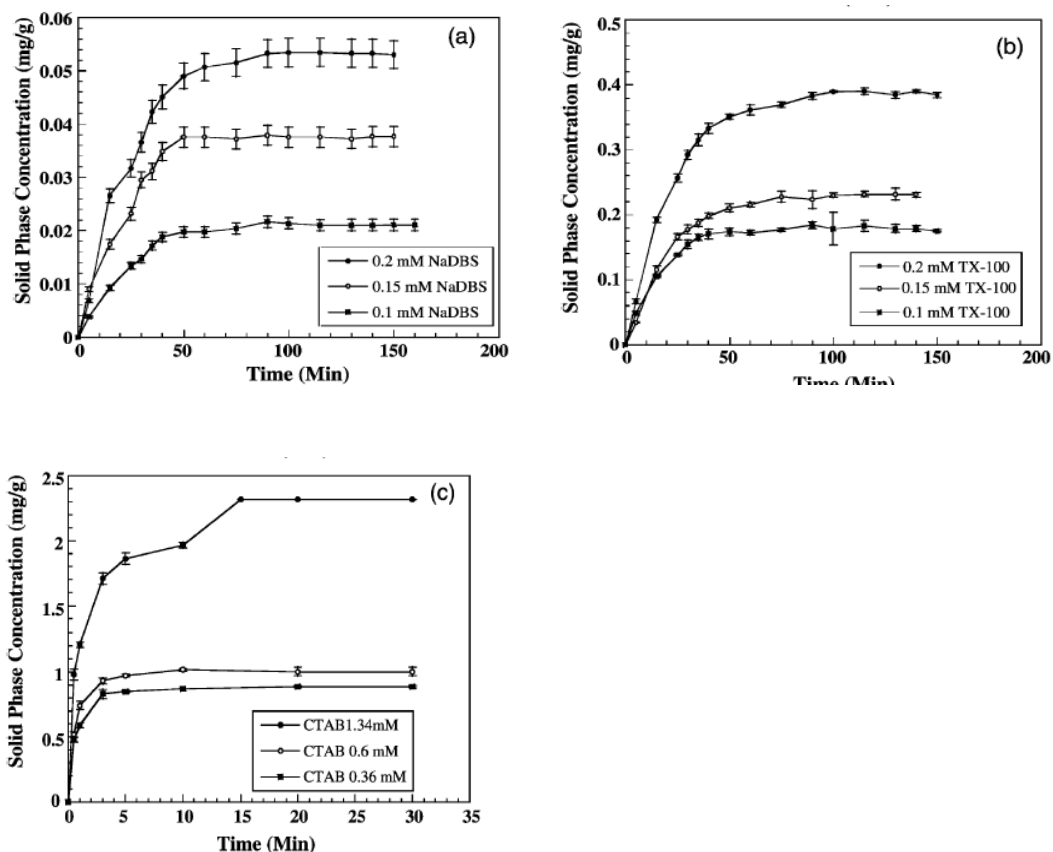 (a)
Solid Phase Concentration (mg/g)
0.06
0.05
0.04
0.03
0.02
0.01
0
0 50 100 150 200
Time (Min)
0.2 mM NaDBS
0.15 mM NaDBS
0.1 mM NaDBS
(b)
Solid Phase Concentration (mg/g)
0.5
0.4
0.3
0.2
0.1
0
0 50 100 150 200
Time (Min)
0.2 mM TX-100
0.15 mM TX-100
0.1 mM TX-100
(c)
Solid Phase Concentration (mg/g)
2.5
2
1.5
1
0.5
0
0 5 10 15 20 25 30 35
Time (Min)
CTAB1.34mM
CTAB 0.6 mM
CTAB 0.36 mM